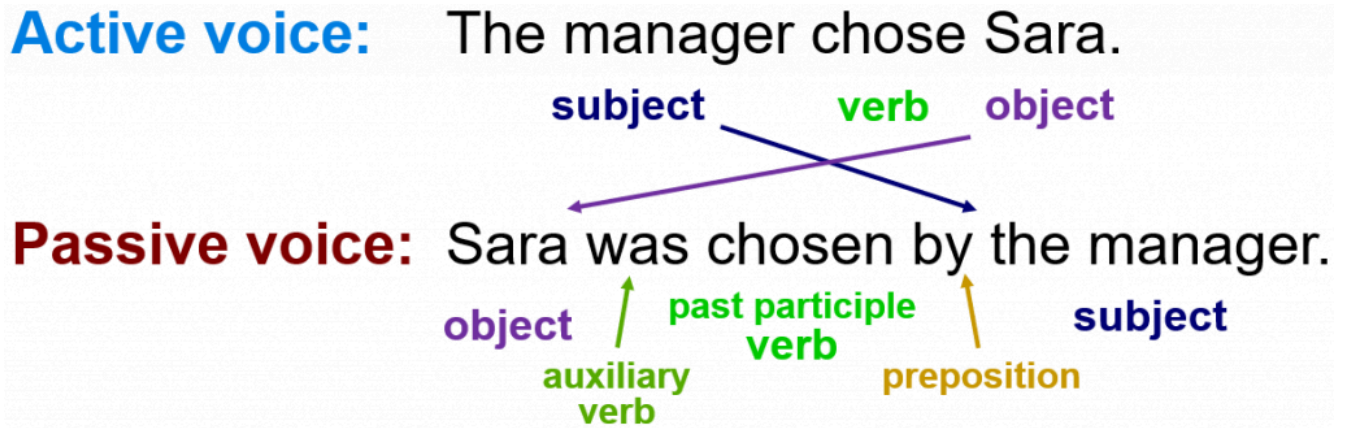 Active voice: The manager chose Sara.
subject verb object
Passive voice: Sara was chosen by the manager.
object past participle verb subject
auxiliary verb preposition